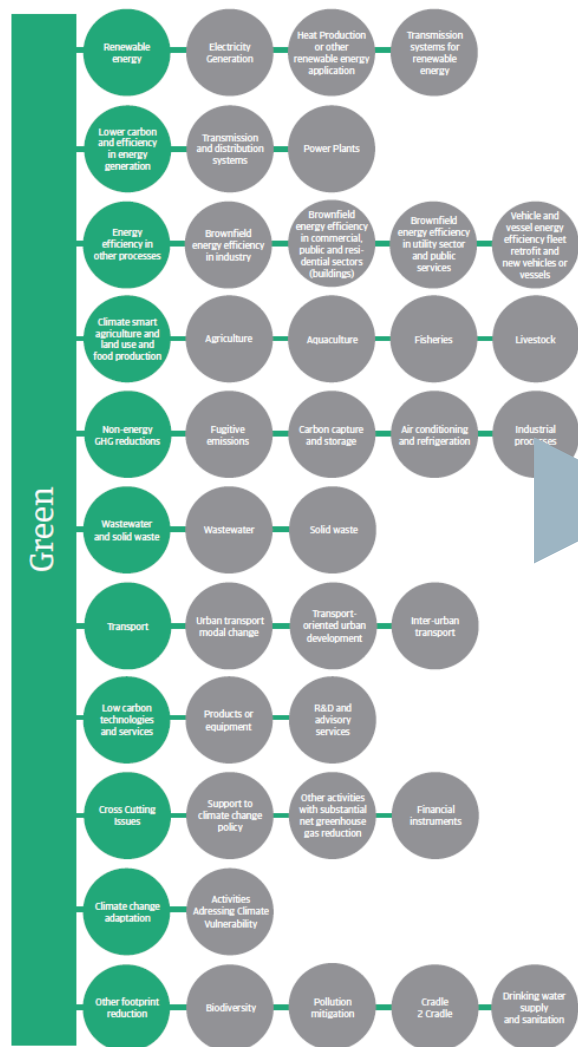 Green
Renewable
energy
Electricity
Generation
Heat Production
or other
renewable energy
application
Transmission
systems for
renewable
energy
Lower carbon
and efficiency
in energy
generation
Transmission
and distribution
systems
Power Plants
Energy
efficiency in
other processes
Brownfield
energy efficiency
in industry
Brownfield
energy efficiency
in commercial,
public and resi-
dential sectors
(buildings)
Brownfield
energy efficiency
in utility sector
and public
services
Vehicle and
vessel energy
efficiency fleet
retrofit and
new vehicles or
vessels
Climate smart
agriculture and
land use and
food production
Agriculture
Aquaculture
Fisheries
Livestock
Non-energy
GHG reductions
Fugitive
emissions
Carbon capture
and storage
Air conditioning
and refrigeration
Industrial
processes
Wastewater
and solid waste
Wastewater
Solid waste
Transport
Urban transport
modal change
Transport-
oriented urban
development
Inter-urban
transport
Low carbon
technologies
and services
Products or
equipment
R&D and
advisory
services
Cross Cutting
Issues
Support to
climate change
policy
Other activities
with substantial
net greenhouse
gas reduction
Financial
instruments
Climate change
adaptation
Activities
Adressing Climate
Vulnerability
Other footprint
reduction
Biodiversity
Pollution
mitigation
Cradle
2 Cradle
Drinking water
supply
and sanitation